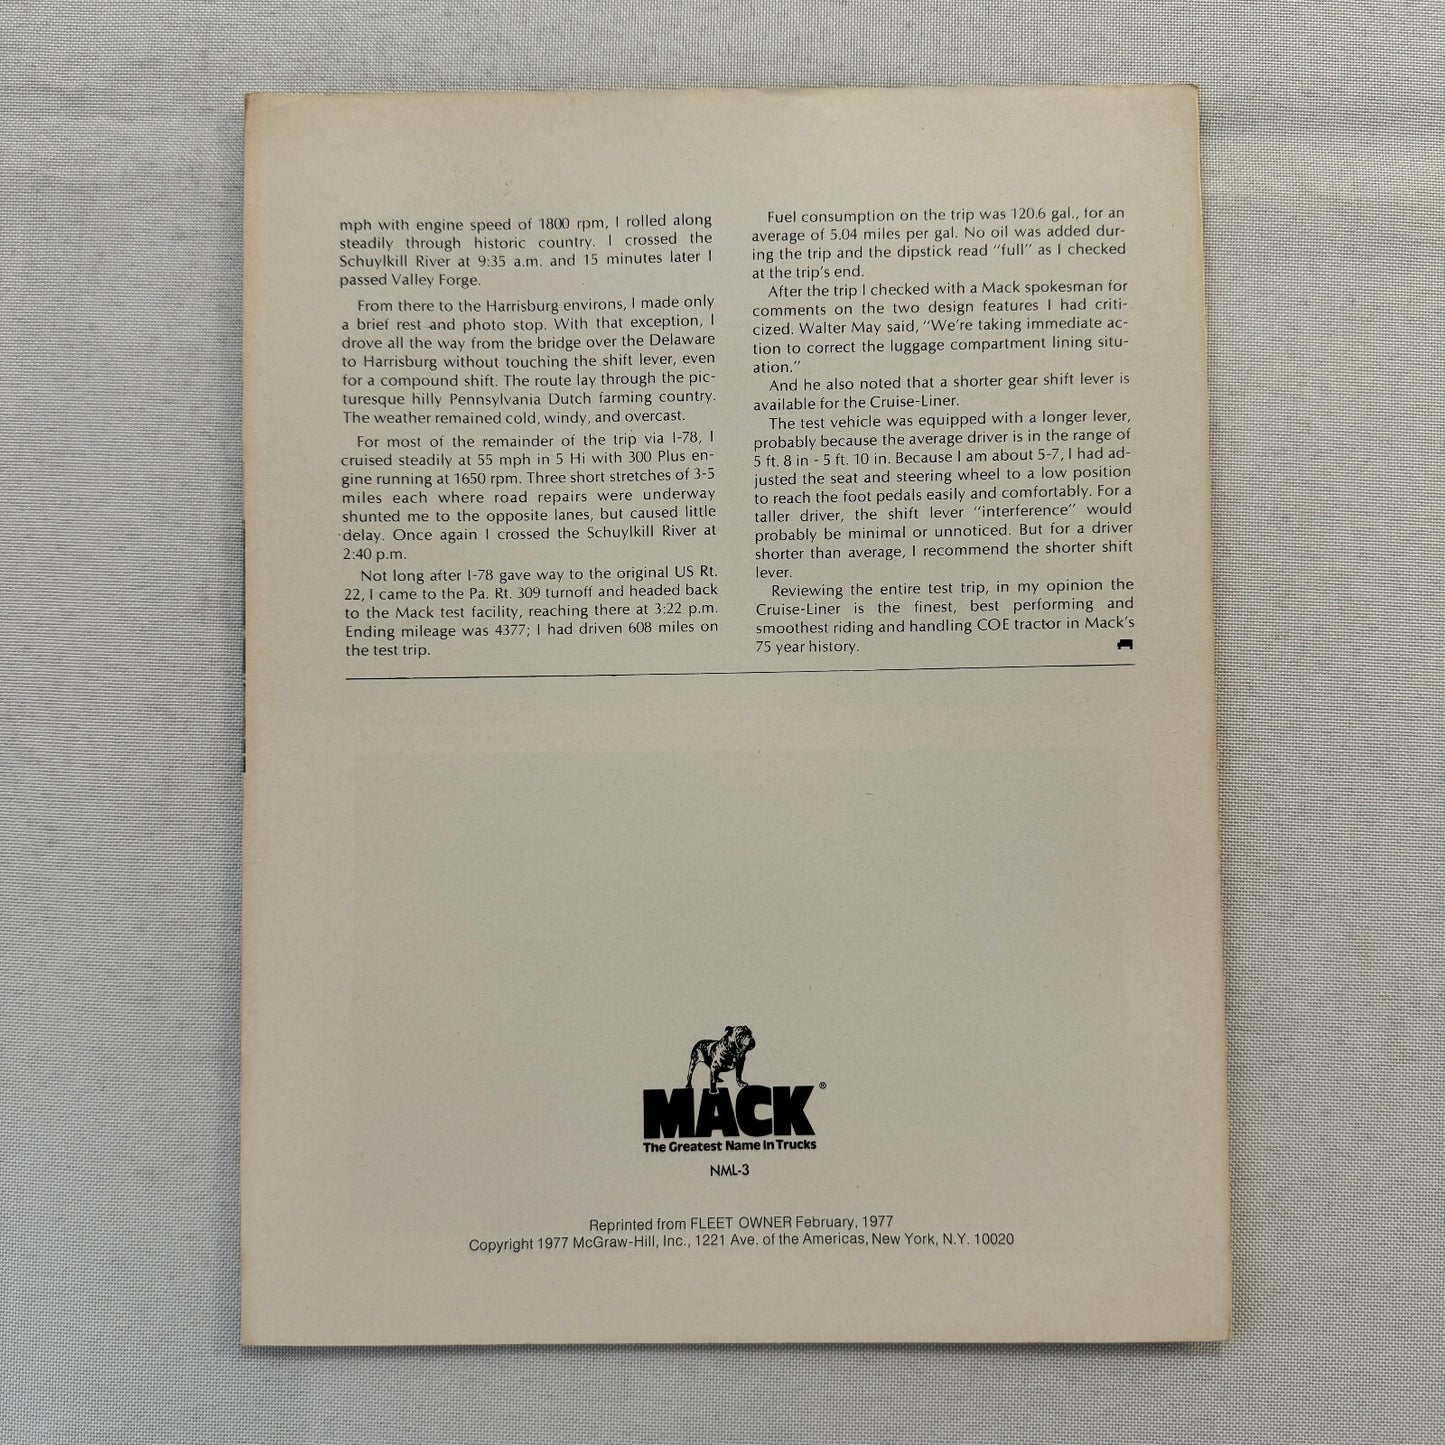 mph with engine speed of 1800 rpm, I rolled along
steadily through historic country. I crossed the
Schuylkill River at 9:35 a.m. and 15 minutes later I
passed Valley Forge.
From there to the Harrisburg environs, I made only
a brief rest and photo stop. With that exception, I
drove all the way from the bridge over the Delaware
to Harrisburg without touching the shift lever, even
for a compound shift. The route lay through the pic-
turesque hilly Pennsylvania Dutch farming country.
The weather remained cold, windy, and overcast.
For most of the remainder of the trip via I-78, I
cruised steadily at 55 mph in 5 Hi with 300 Plus en-
gine running at 1650 rpm. Three short stretches of 3-5
miles each where road repairs were underway
shunted me to the opposite lanes, but caused little
delay. Once again I crossed the Schuylkill River at
2:40 p.m.
Not long after I-78 gave way to the original US Rt.
22, I came to the Pa. Rt. 309 turnoff and headed back
to the Mack test facility, reaching there at 3:22 p.m.
Ending mileage was 4377; I had driven 608 miles on
the test trip.
Fuel consumption on the trip was 120.6 gal., for an
average of 5.04 miles per gal. No oil was added dur-
ing the trip and the dipstick read "full" as I checked
at the trip's end.
After the trip I checked with a Mack spokesman for
comments on the two design features I had criti-
cized. Walter May said, "We're taking immediate ac-
tion to correct the luggage compartment lining situ-
ation."
And he also noted that a shorter gear shift lever is
available for the Cruise-Liner.
The test vehicle was equipped with a longer lever,
probably because the average driver is in the range of
5 ft. 8 in - 5 ft. 10 in. Because I am about 5-7, I had ad-
justed the seat and steering wheel to a low position
to reach the foot pedals easily and comfortably. For a
taller driver, the shift lever "interference" would
probably be minimal or unnoticed. But for a driver
shorter than average, I recommend the shorter shift
lever.
Reviewing the entire test trip, in my opinion the
Cruise-Liner is the finest, best performing and
smoothest riding and handling COE tractor in Mack's
75 year history.
MACK®
The Greatest Name In Trucks
NML-3
Reprinted from FLEET OWNER February, 1977
Copyright 1977 McGraw-Hill, Inc., 1221 Ave. of the Americas, New York, N.Y. 10020